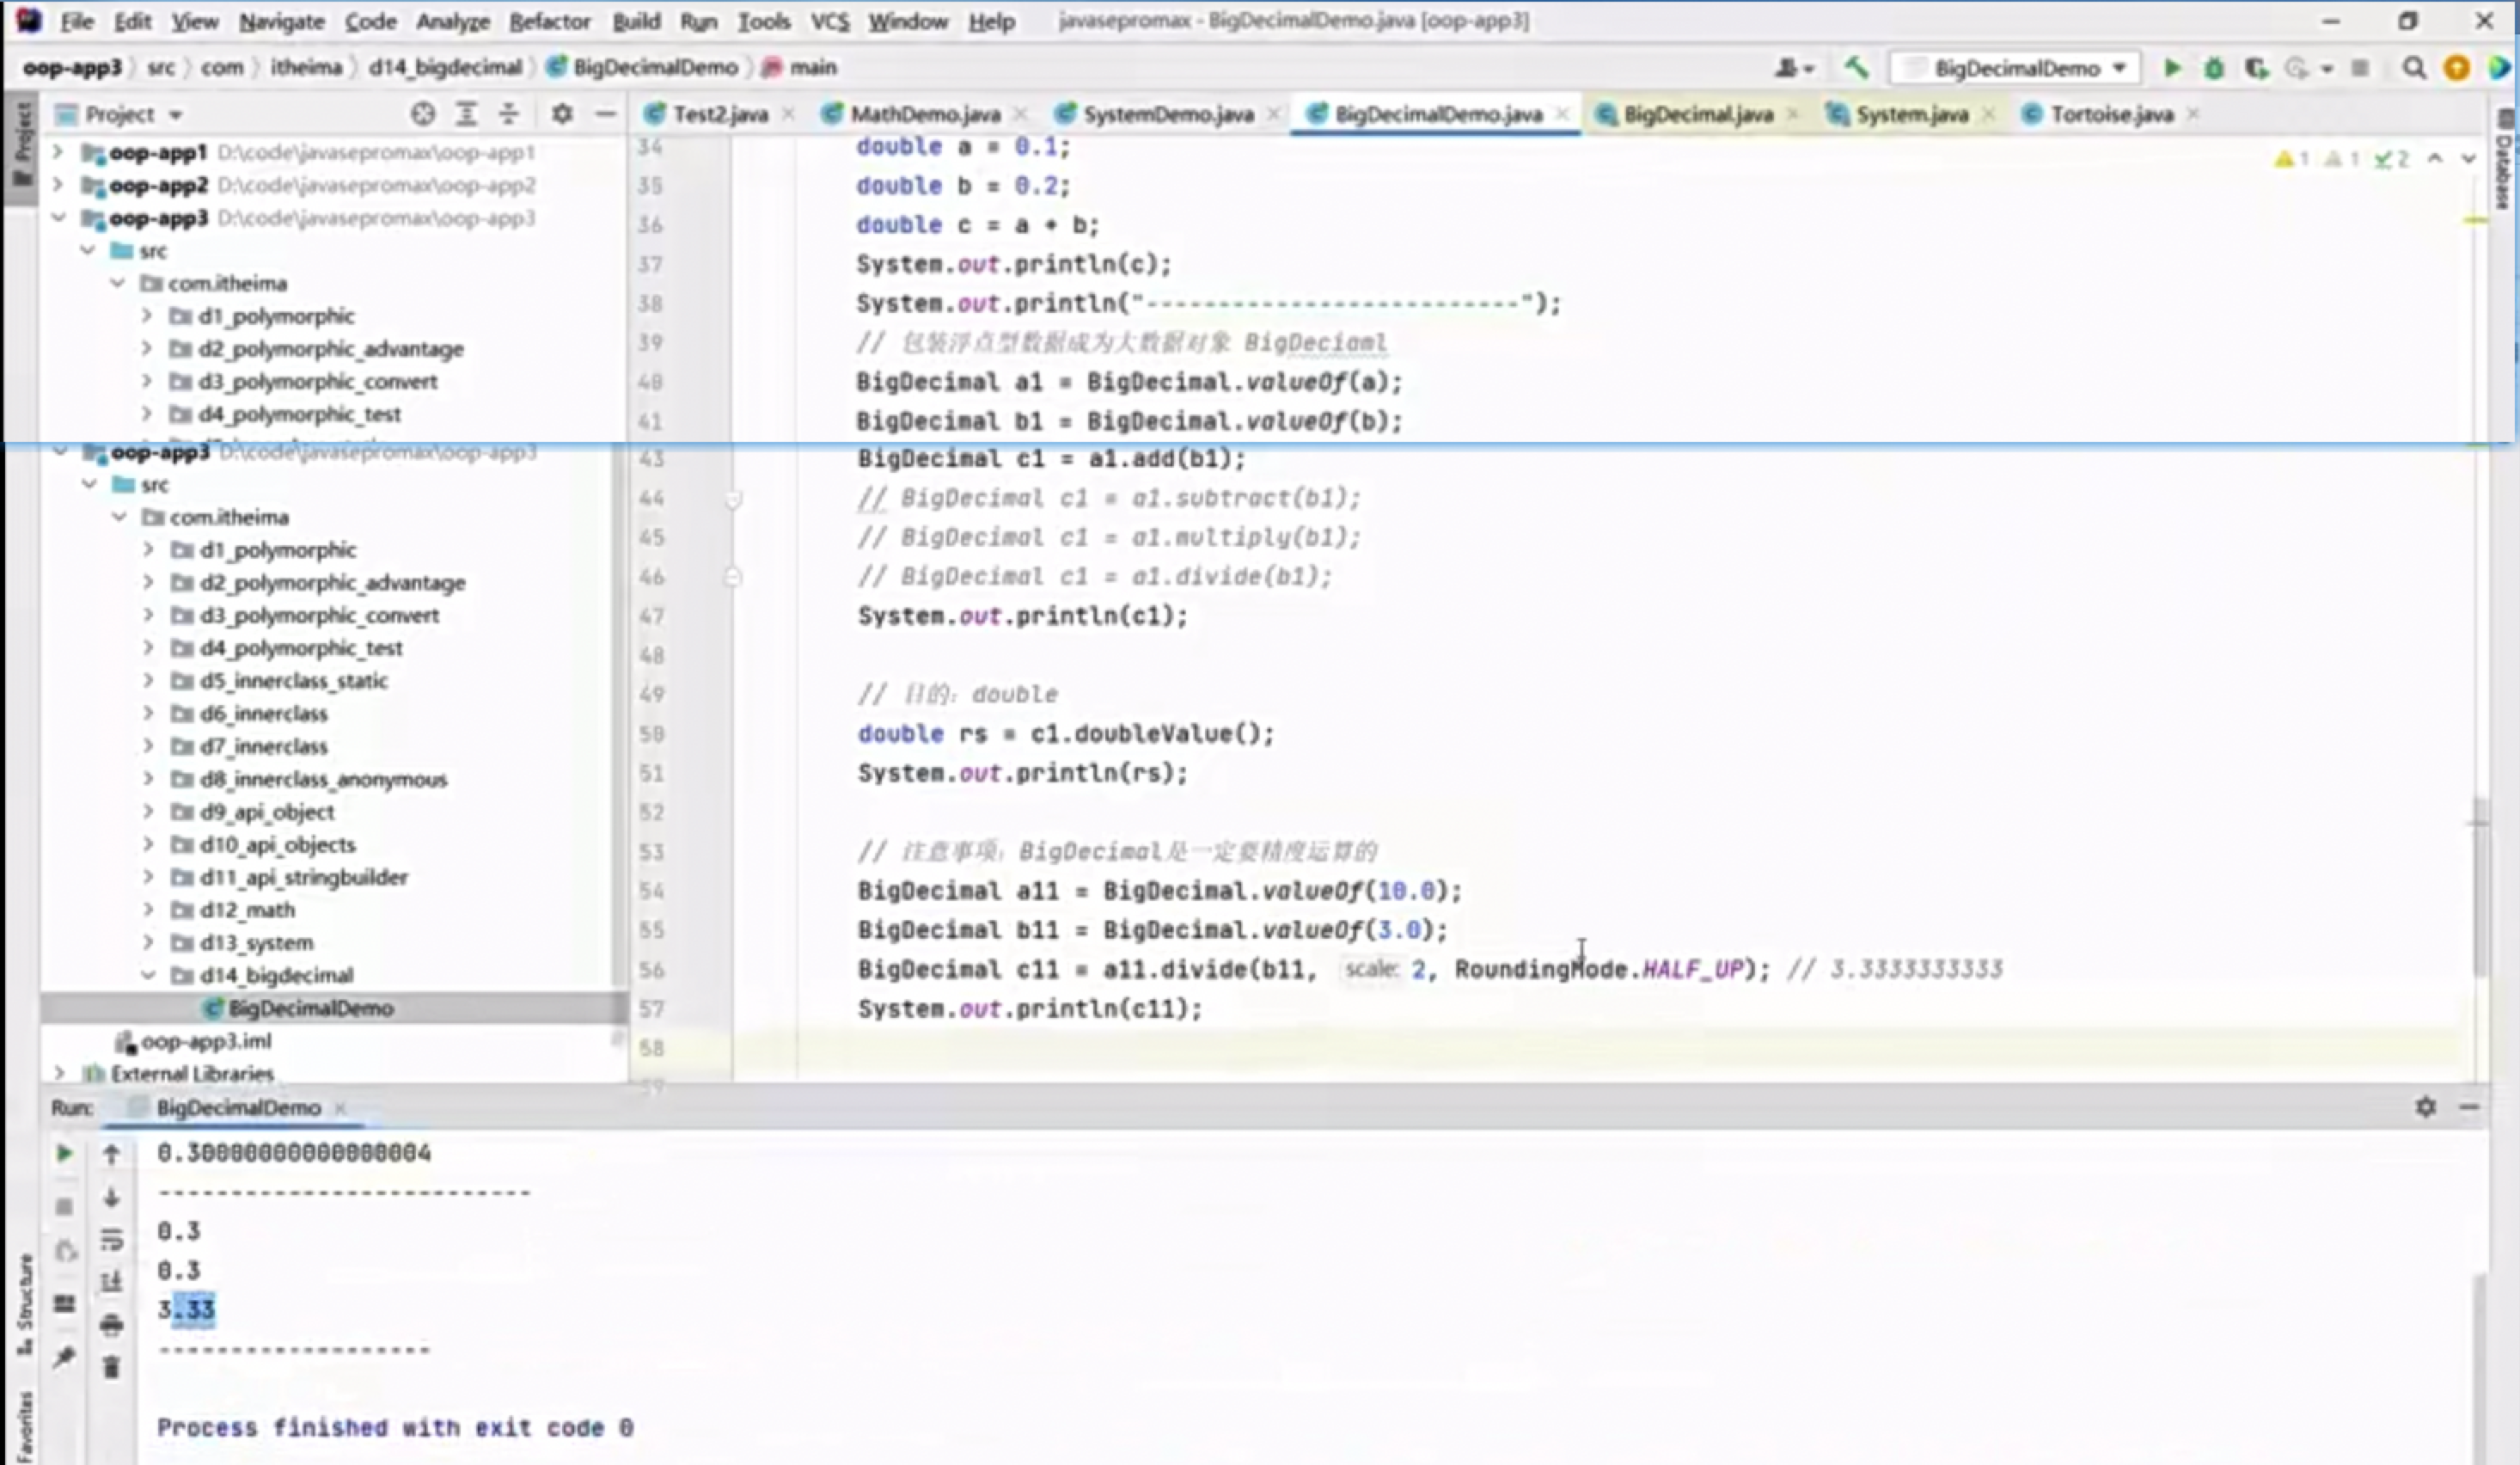 File Edit View Navigate Code Analyze Refactor Build Run Tools VCS Window Help javasepromax - BigDecimalDemo.java [oop-app3]
oop-app3 src com itheima d14_bigdecimal BigDecimalDemo main BigDecimalDemo
Project
Project
Test2.java MathDemo.java SystemDemo.java BigDecimalDemo.java BigDecimal.java System.java Tortoise.java
Database
1 1 2
oop-app1 D:\code\javasepromax\oop-app1
oop-app2 D:\code\javasepromax\oop-app2
oop-app3 D:\code\javasepromax\oop-app3
src
com.itheima
d1_polymorphic
d2_polymorphic_advantage
d3_polymorphic_convert
d4_polymorphic_test
34 double a = 0.1;
35 double b = 0.2;
36 double c = a + b;
37 System.out.println(c);
38 System.out.println("--------------------------");
39 // 包装浮点型数据成为大数据对象 BigDeciaml
40 BigDecimal a1 = BigDecimal.valueOf(a);
41 BigDecimal b1 = BigDecimal.valueOf(b);
oop-app3 D:\code\javasepromax\oop-app3
src
com.itheima
d1_polymorphic
d2_polymorphic_advantage
d3_polymorphic_convert
d4_polymorphic_test
d5_innerclass_static
d6_innerclass
d7_innerclass
d8_innerclass_anonymous
d9_api_object
d10_api_objects
d11_api_stringbuilder
d12_math
d13_system
d14_bigdecimal
BigDecimalDemo
oop-app3.iml
External Libraries
43 BigDecimal c1 = a1.add(b1);
44 // BigDecimal c1 = a1.subtract(b1);
45 // BigDecimal c1 = a1.multiply(b1);
46 // BigDecimal c1 = a1.divide(b1);
47 System.out.println(c1);
48
49 // 目的：double
50 double rs = c1.doubleValue();
51 System.out.println(rs);
52
53 // 注意事项：BigDecimal是一定要精度运算的
54 BigDecimal a11 = BigDecimal.valueOf(10.0);
55 BigDecimal b11 = BigDecimal.valueOf(3.0);
56 BigDecimal c11 = a11.divide(b11, scale: 2, RoundingMode.HALF_UP); // 3.3333333333
57 System.out.println(c11);
58
59
Run: BigDecimalDemo
0.30000000000000004
--------------------------
0.3
0.3
3.33
-------------------
Process finished with exit code 0
Structure
Favorites